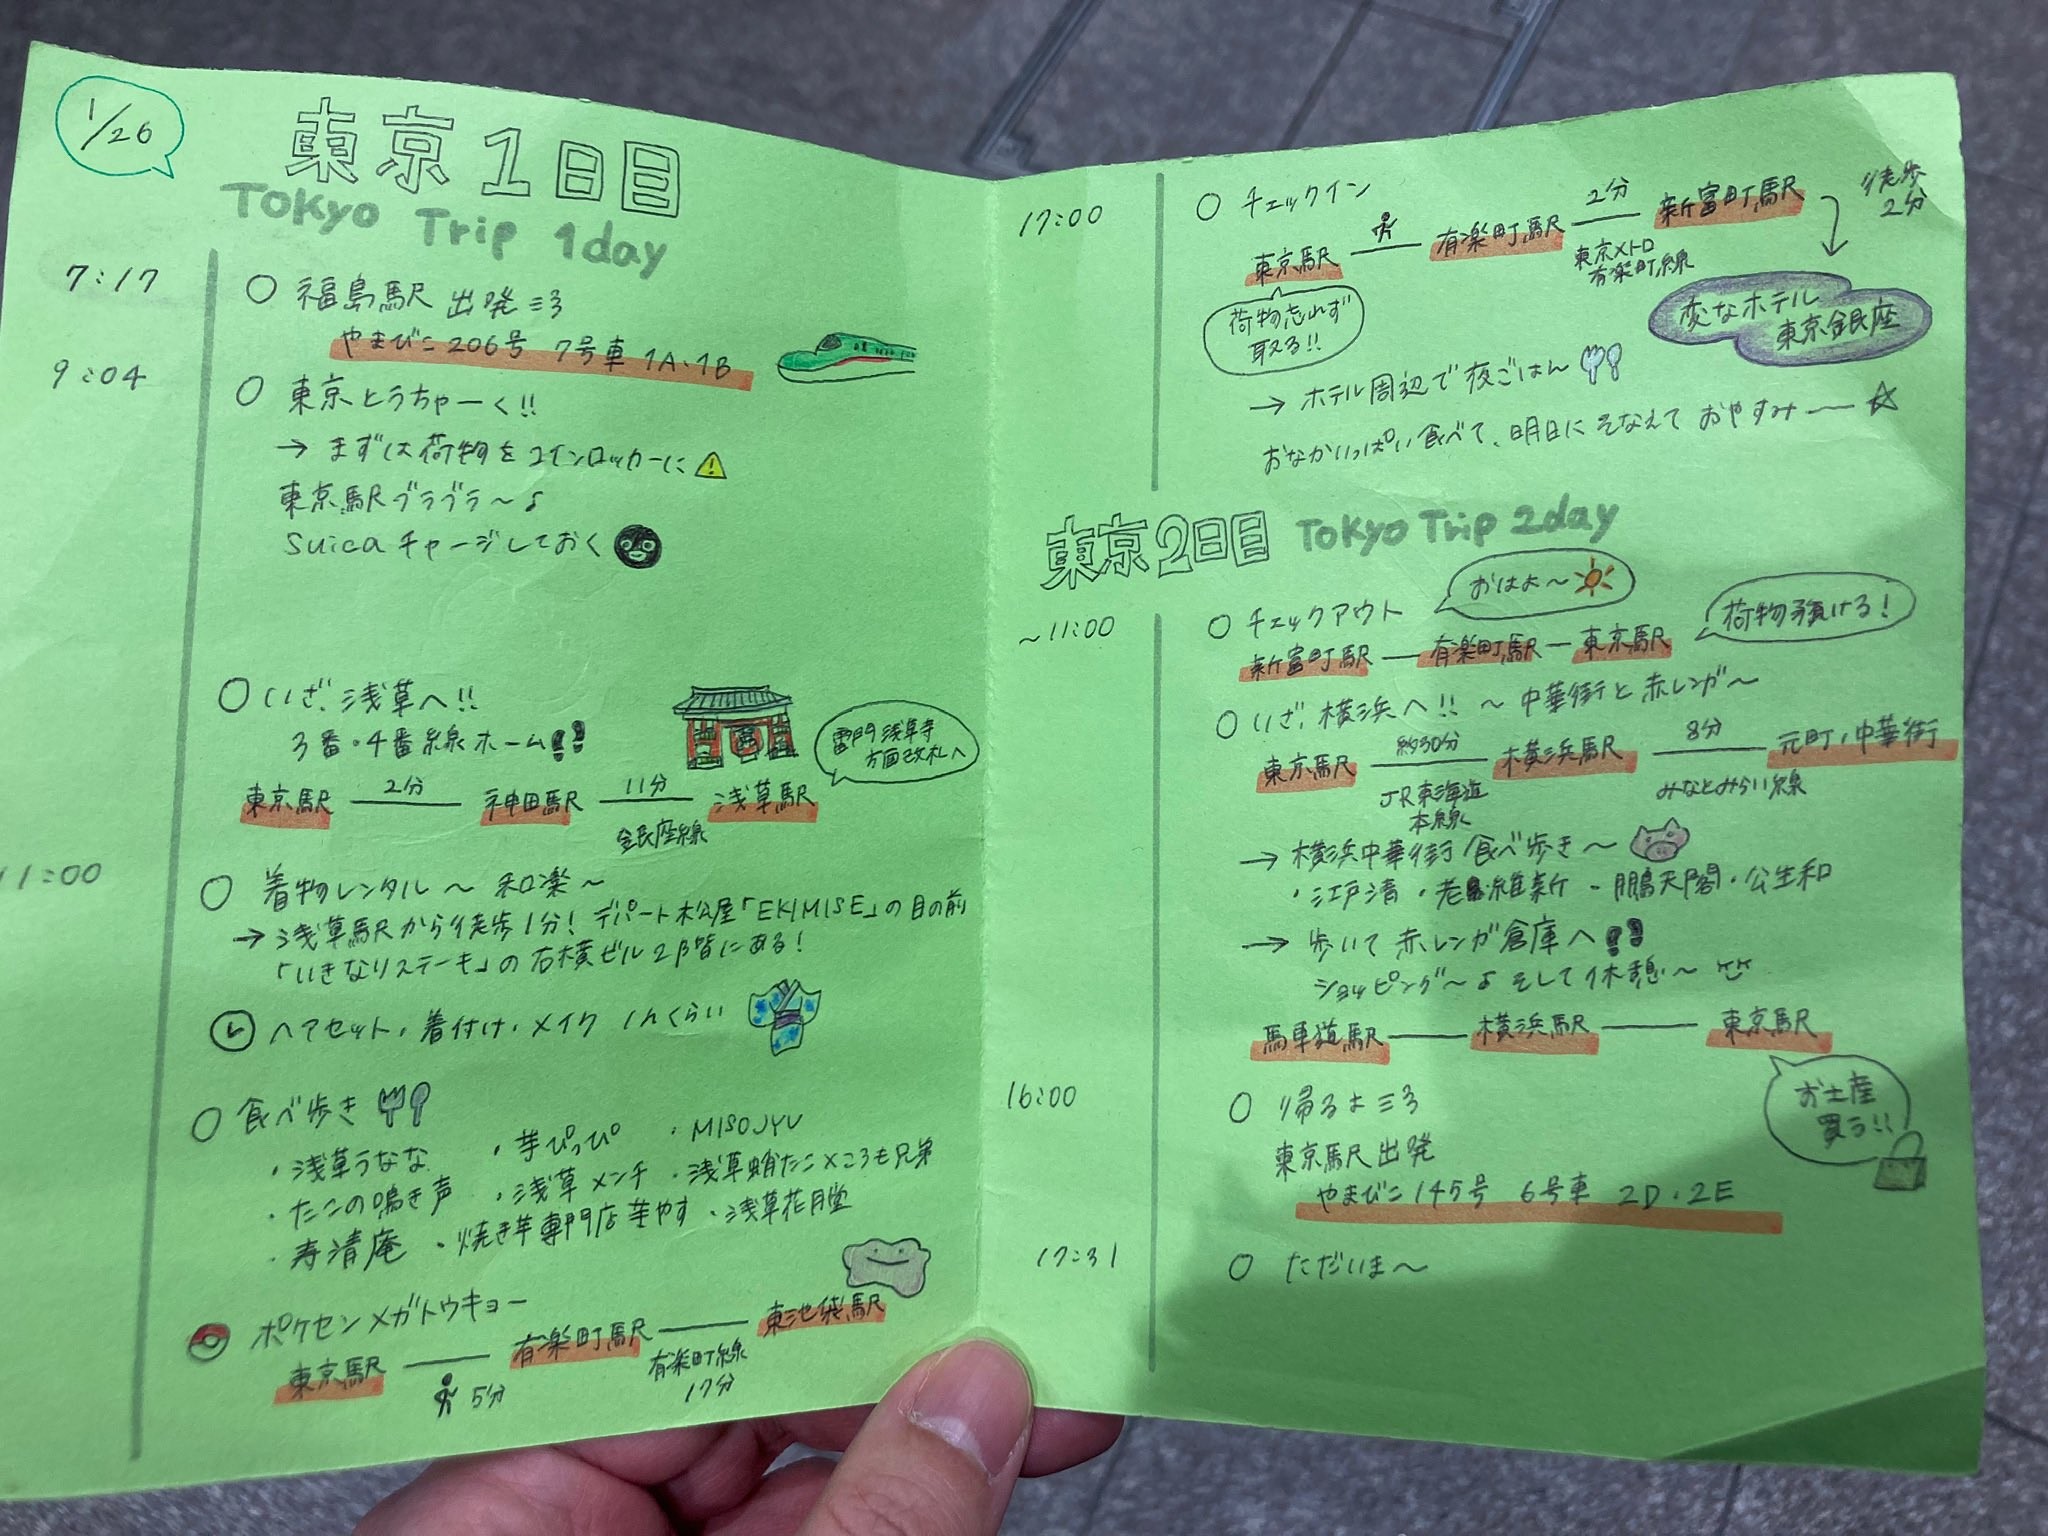 1/26
東京1日目
Tokyo Trip 1day
7:17
○ 福島駅 出発
やまびこ206号 7号車 1A・1B
9:04
○ 東京とうちゃーく!!
→ まずは荷物をコインロッカーに
東京駅ブラブラ〜♪
Suicaチャージしておく
○ いざ、浅草へ!!
3番・4番線ホーム
雷門浅草寺
方面改札へ
東京駅 2分 神田駅 11分 浅草駅
金座線
11:00
○ 着物レンタル〜 和楽〜
→ 浅草駅から徒歩1分! デパート松屋「EKIMISE」の目の前
「いきなりステーキ」の石横ビル2階にある!
ヘアセット・着付け・メイク 1hくらい
○ 食べ歩き
・浅草うなな ・芋ぴっぴ ・MISOJYU
・たこの鳴き声 ・浅草メンチ ・浅草蛸たこ×ころも兄弟
・寿清庵 ・焼き芋専門店芋やす ・浅草花月堂
ポケセンメガトウキョー
東京駅 5分 有楽町駅 有楽町線 17分 東池袋駅
17:00
○ チェックイン
東京駅 有楽町駅 2分 新富町駅 徒歩 2分
東京メトロ
有楽町線
荷物忘れず
取る!!
変なホテル
東京銀座
→ ホテル周辺で夜ごはん
おなかいっぱい食べて、明日にそなえて おやすみー ☆
東京2日目 Tokyo Trip 2day
〜11:00
○ チェックアウト
おはよ〜
荷物預ける!
新富町駅 有楽町駅 東京駅
○ いざ、横浜へ!! 〜中華街と赤レンガ〜
東京駅 約30分 横浜駅 8分 元町・中華街
JR東海道
本線
みなとみらい線
→ 横浜中華街 食べ歩き〜
・江戸清 ・老維新 ・鵬天閣 ・公生和
→ 歩いて赤レンガ倉庫へ
ショッピング〜♪ そして休憩〜
馬車道駅 横浜駅 東京駅
お土産
買う!!
16:00
○ 帰るよ
東京駅出発
やまびこ145号 6号車 2D・2E
17:31
○ ただいま〜